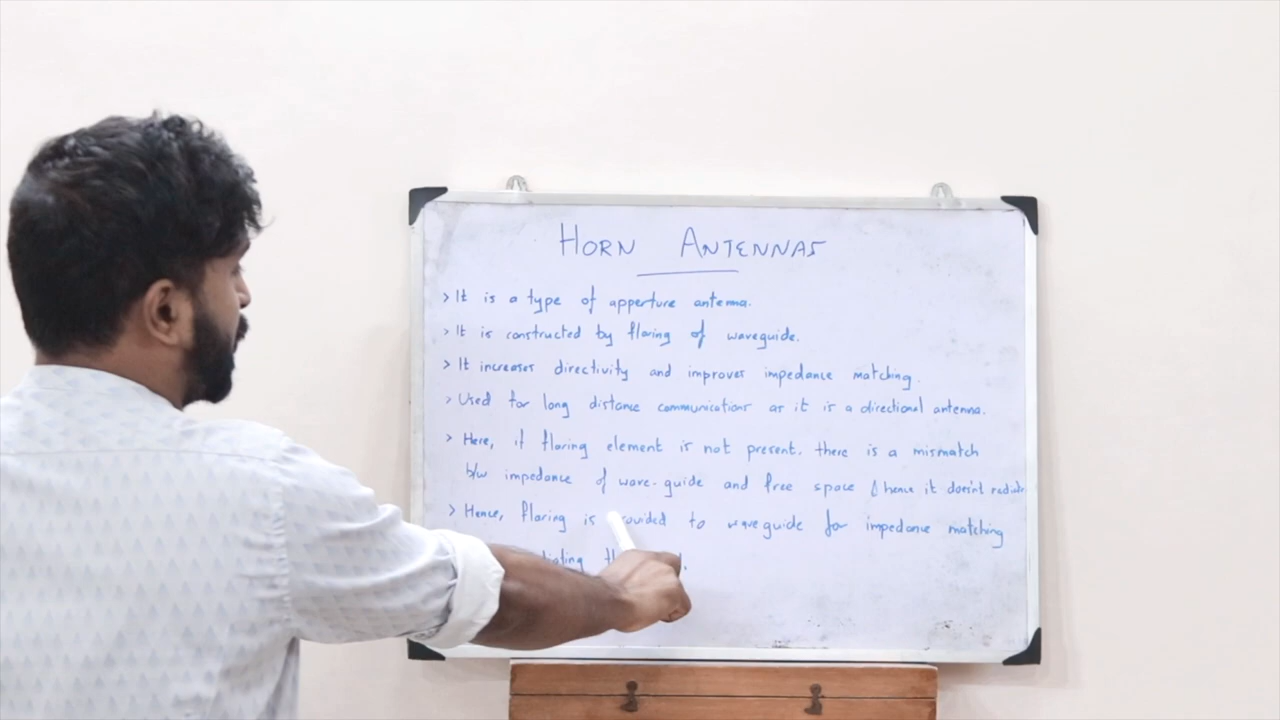 HORN ANTENNAS
> It is a type of apperture antenna.
> It is constructed by flaring of waveguide.
> It increases directivity and improves impedance matching.
> Used for long distance communications as it is a directional antenna.
> Here, if flaring element is not present, there is a mismatch
b/w impedance of wave-guide and free space & hence it doesn't radiate
> Hence, flaring is provided to waveguide for impedance matching